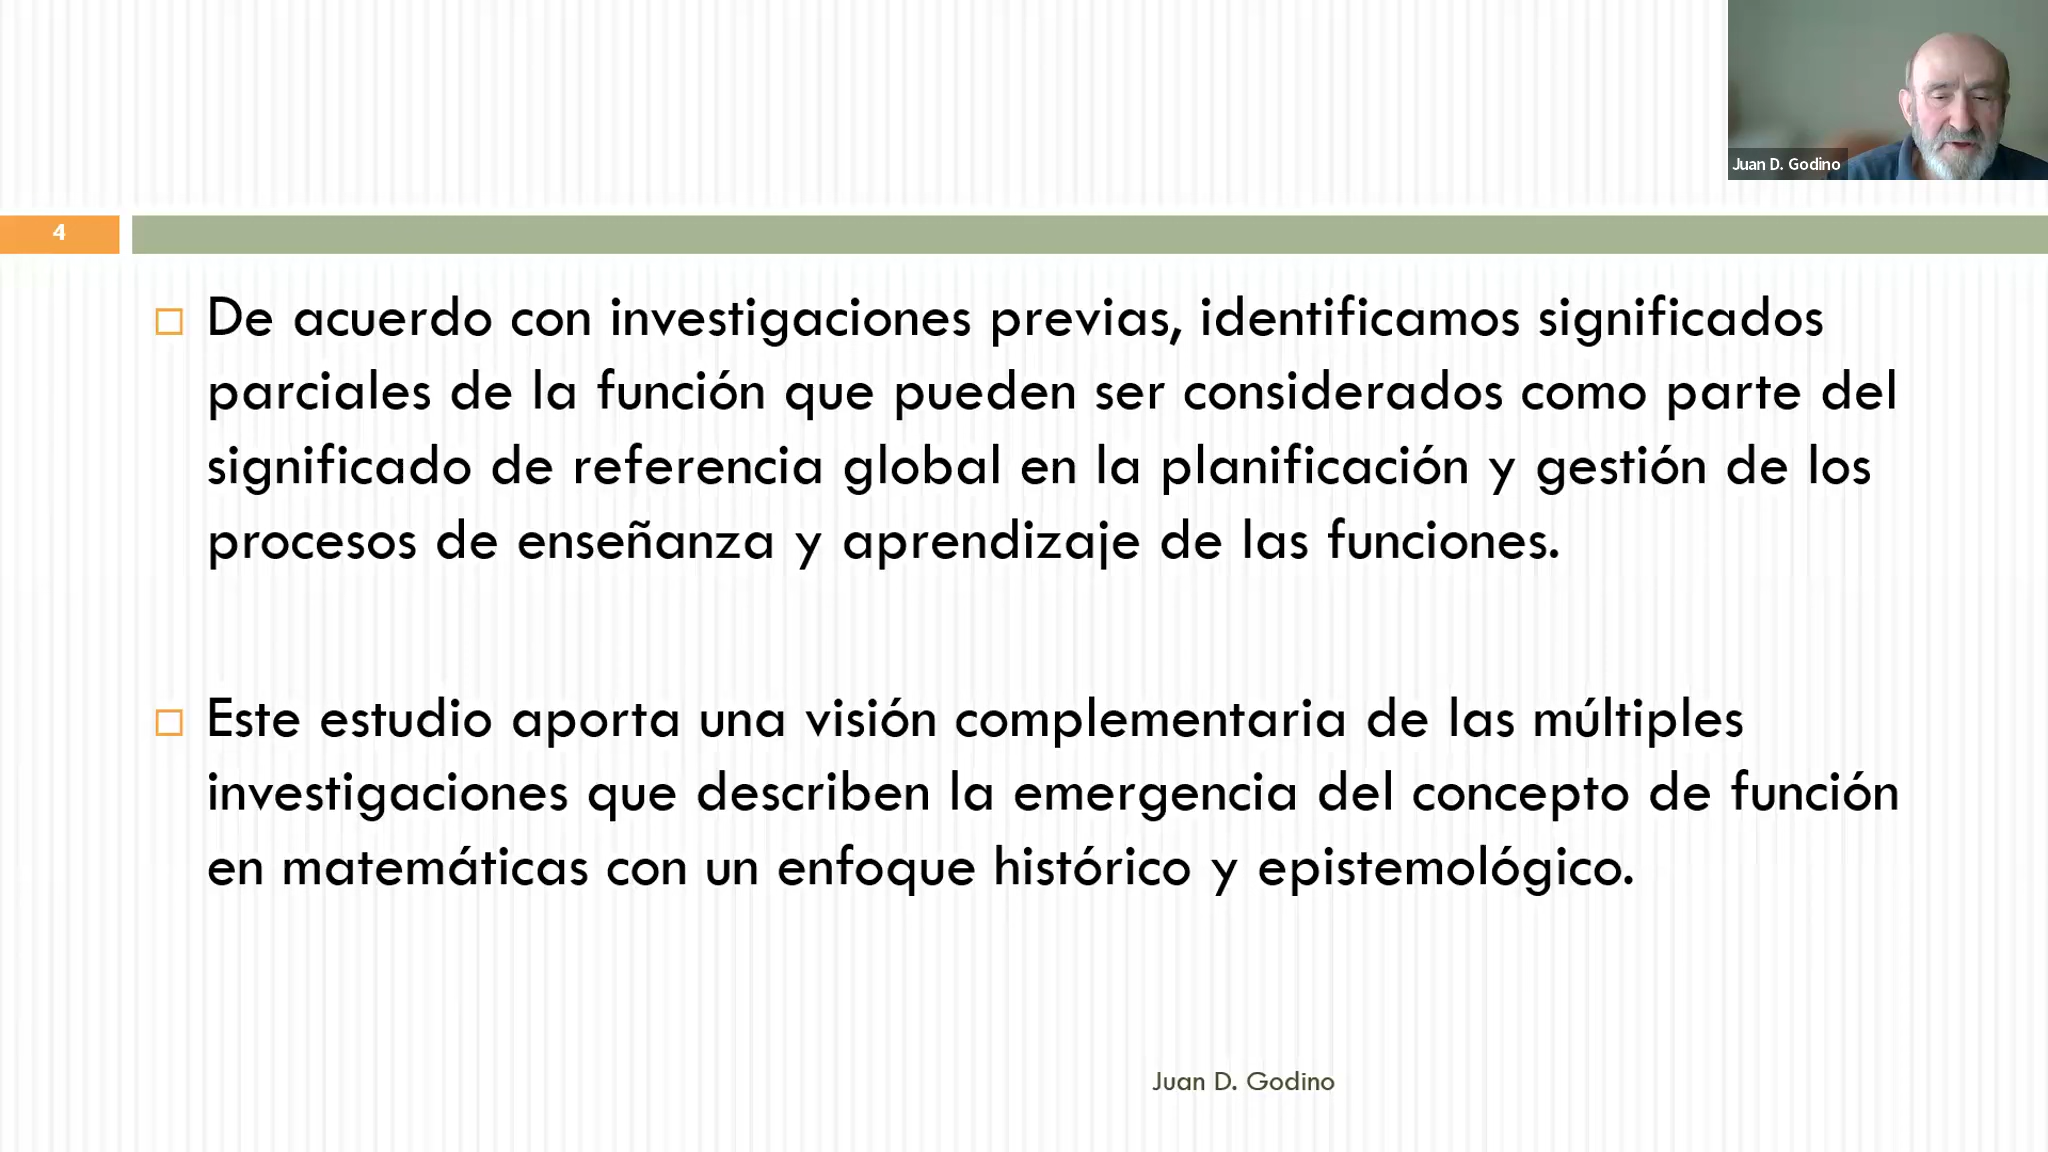 Juan D. Godino
4
De acuerdo con investigaciones previas, identificamos significados
parciales de la función que pueden ser considerados como parte del
significado de referencia global en la planificación y gestión de los
procesos de enseñanza y aprendizaje de las funciones.
Este estudio aporta una visión complementaria de las múltiples
investigaciones que describen la emergencia del concepto de función
en matemáticas con un enfoque histórico y epistemológico.
Juan D. Godino